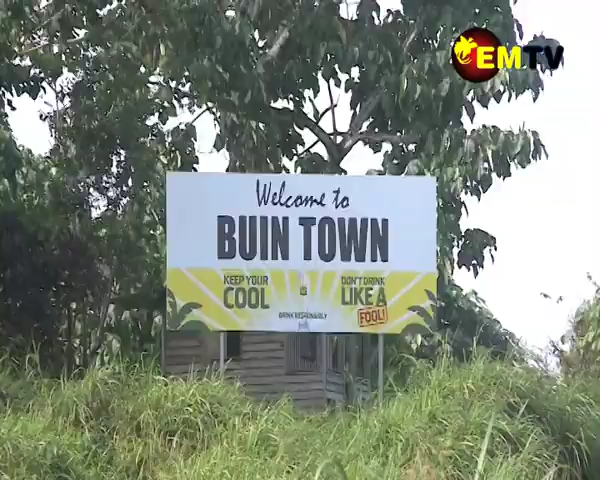 EMTV
Welcome to
BUIN TOWN
KEEP YOUR
COOL
DON'T DRINK
LIKE A
FOOL!
DRINK RESPONSIBLY